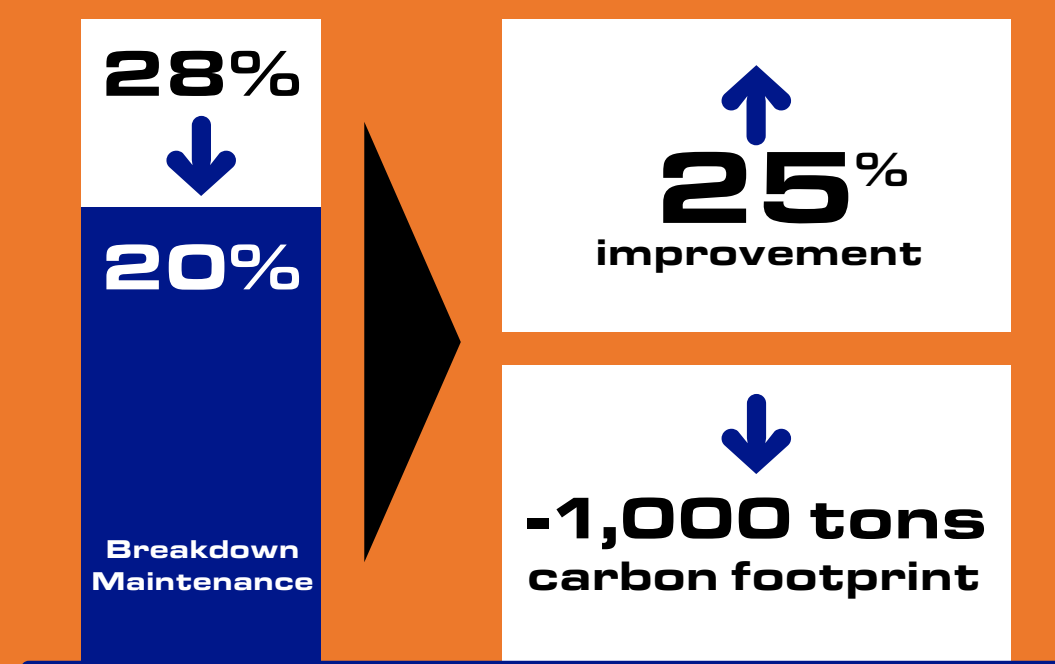 28%
20%
Breakdown
Maintenance
25%
improvement
-1,000 tons
carbon footprint